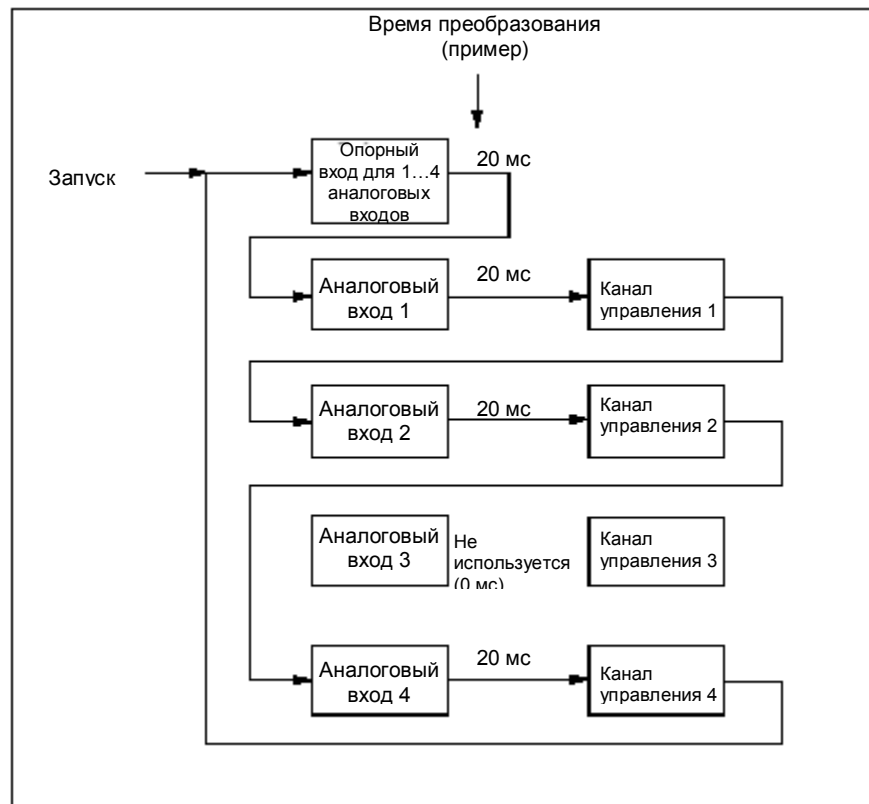 Время преобразования
(пример)
Запуск
Опорный
вход для 1…4
аналоговых
входов
20 мс
Аналоговый
вход 1
20 мс
Канал
управления 1
Аналоговый
вход 2
20 мс
Канал
управления 2
Аналоговый
вход 3
Не
используется
(0 мс)
Канал
управления 3
Аналоговый
вход 4
20 мс
Канал
управления 4